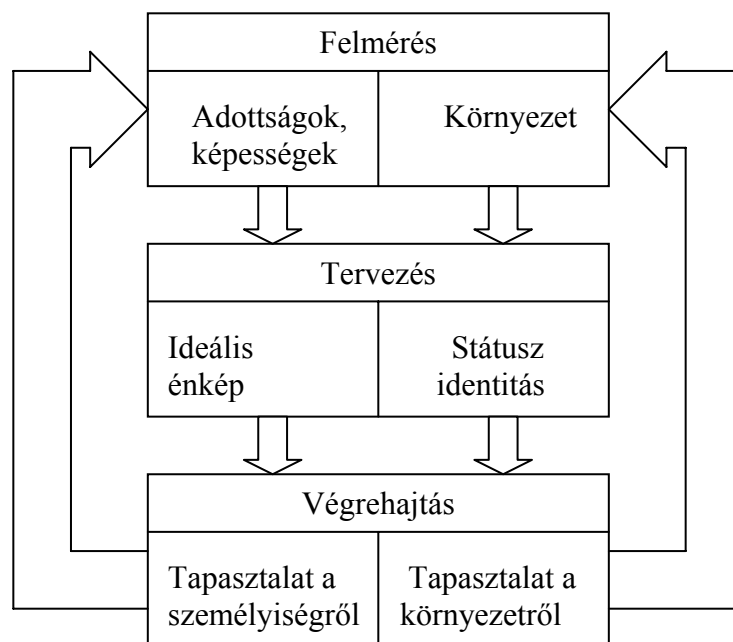 Felmérés
Adottságok,
képességek
Környezet
Tervezés
Ideális
énkép
Státusz
identitás
Végrehajtás
Tapasztalat a
személyiségről
Tapasztalat a
környezetről